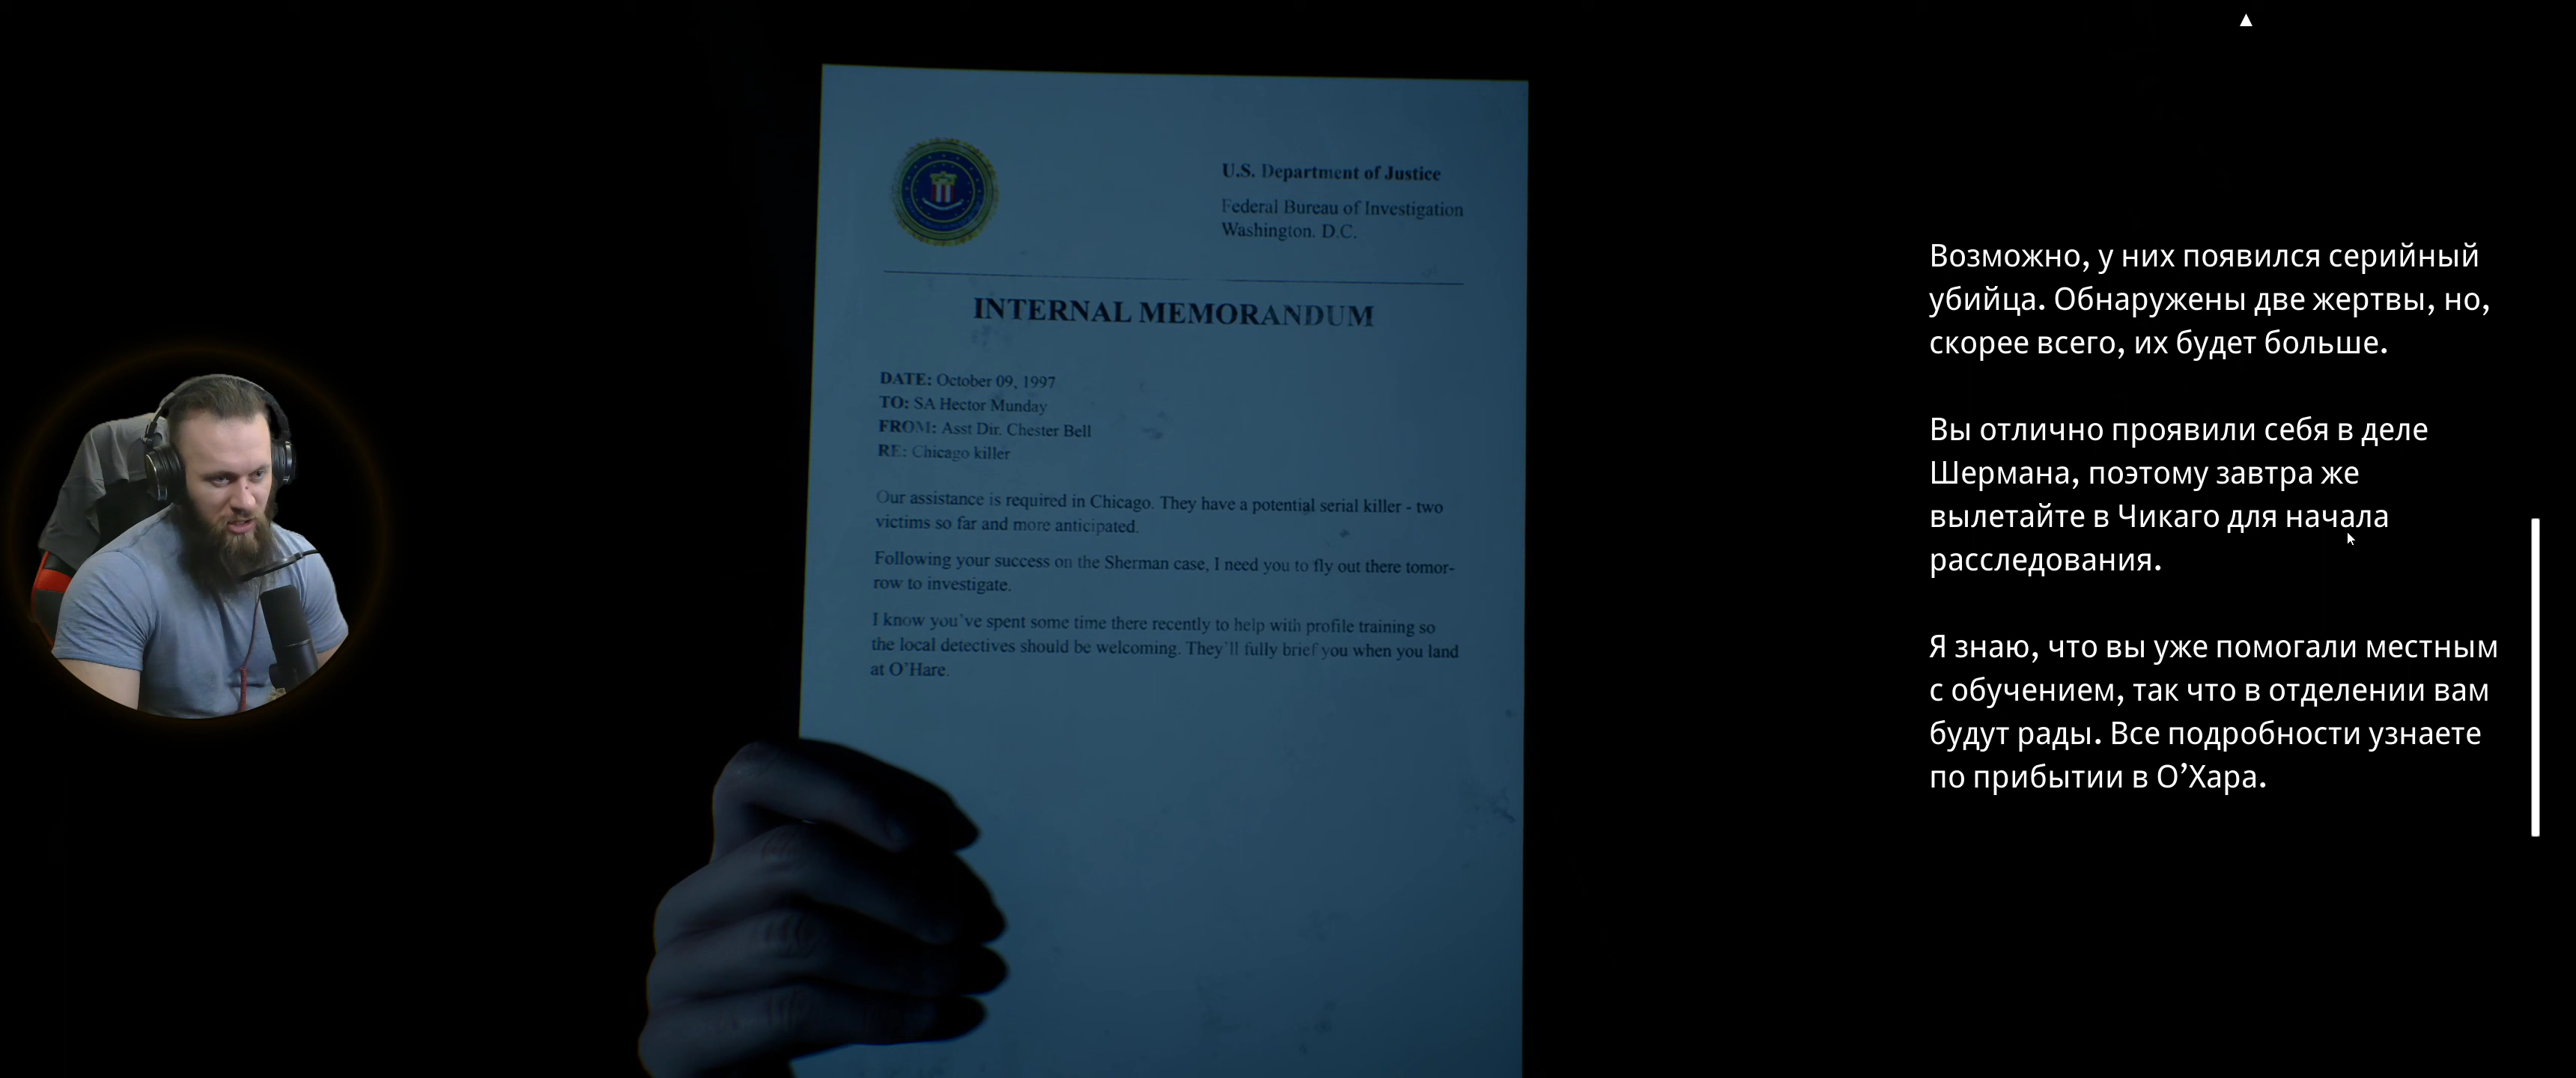 U.S. Department of Justice
Federal Bureau of Investigation
Washington. D.C.
INTERNAL MEMORANDUM
DATE: October 09, 1997
TO: SA Hector Munday
FROM: Asst Dir. Chester Bell
RE: Chicago killer
Our assistance is required in Chicago. They have a potential serial killer - two
victims so far and more anticipated.
Following your success on the Sherman case, I need you to fly out there tomor-
row to investigate.
I know you've spent some time there recently to help with profile training so
the local detectives should be welcoming. They'll fully brief you when you land
at O'Hare.
Возможно, у них появился серийный
убийца. Обнаружены две жертвы, но,
скорее всего, их будет больше.
Вы отлично проявили себя в деле
Шермана, поэтому завтра же
вылетайте в Чикаго для начала
расследования.
Я знаю, что вы уже помогали местным
с обучением, так что в отделении вам
будут рады. Все подробности узнаете
по прибытии в О’Хара.